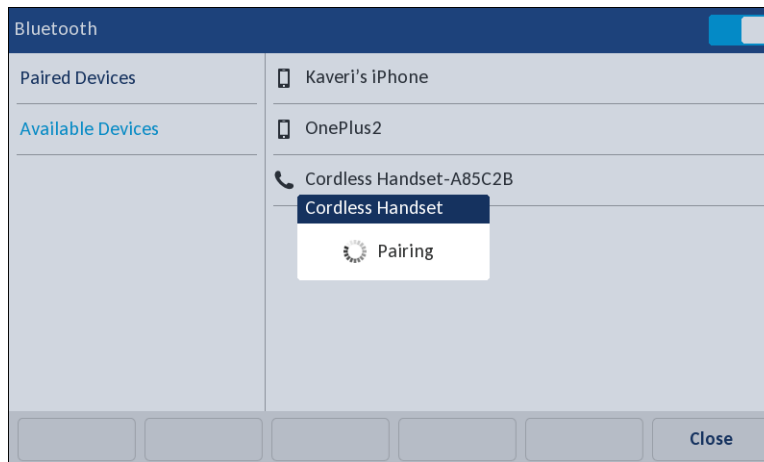 Bluetooth
Paired Devices
Available Devices
Kaveri's iPhone
OnePlus2
Cordless Handset-A85C2B
Cordless Handset
Pairing
Close